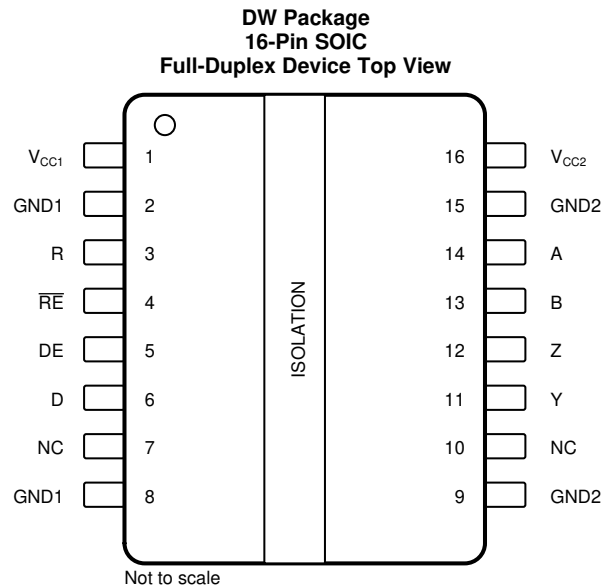 DW Package
16-Pin SOIC
Full-Duplex Device Top View
V_CC1 1 16 V_CC2
GND1 2 15 GND2
R 3 14 A
R̅E̅ 4 13 B
DE 5 12 Z
D 6 11 Y
NC 7 10 NC
GND1 8 9 GND2
ISOLATION
Not to scale